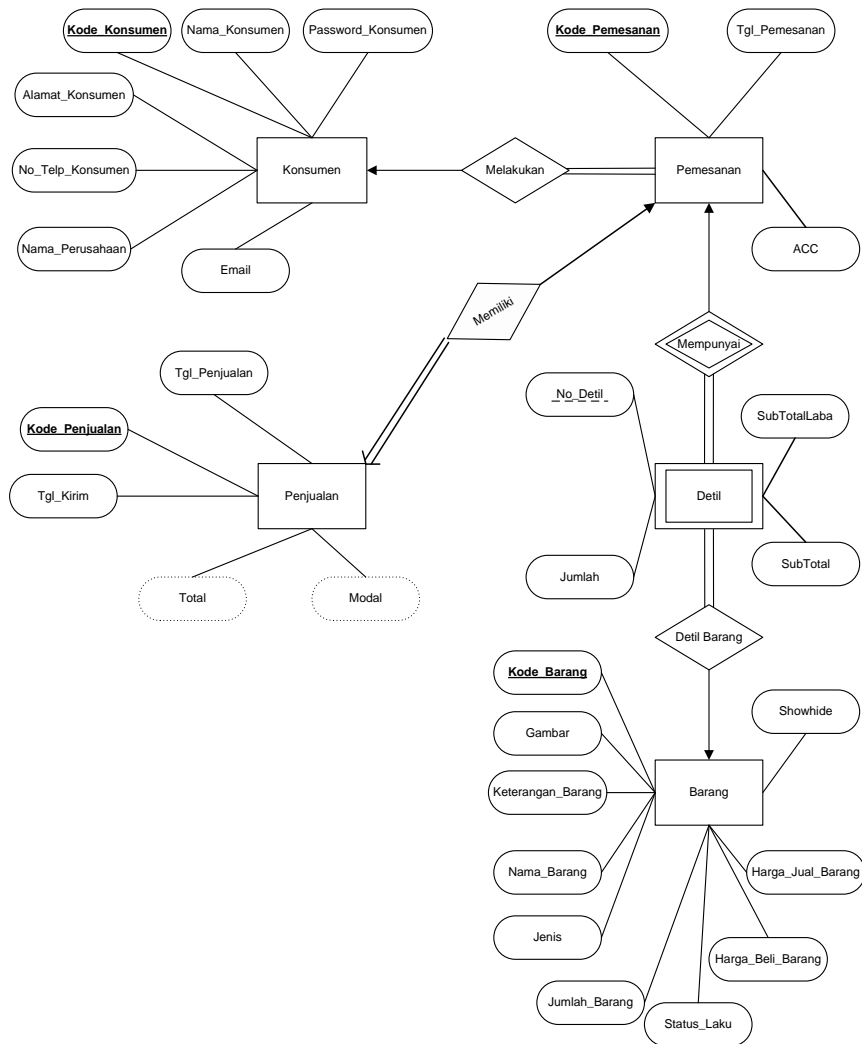 Kode_Konsumen
Nama_Konsumen
Password_Konsumen
Kode_Pemesanan
Tgl_Pemesanan
Alamat_Konsumen
Konsumen
Melakukan
Pemesanan
No_Telp_Konsumen
Nama_Perusahaan
Email
ACC
Memiliki
Mempunyai
Tgl_Penjualan
No_Detil
SubTotalLaba
Kode_Penjualan
Tgl_Kirim
Penjualan
Detil
SubTotal
Jumlah
Total
Modal
Detil Barang
Kode_Barang
Showhide
Gambar
Keterangan_Barang
Barang
Nama_Barang
Harga_Jual_Barang
Jenis
Harga_Beli_Barang
Jumlah_Barang
Status_Laku